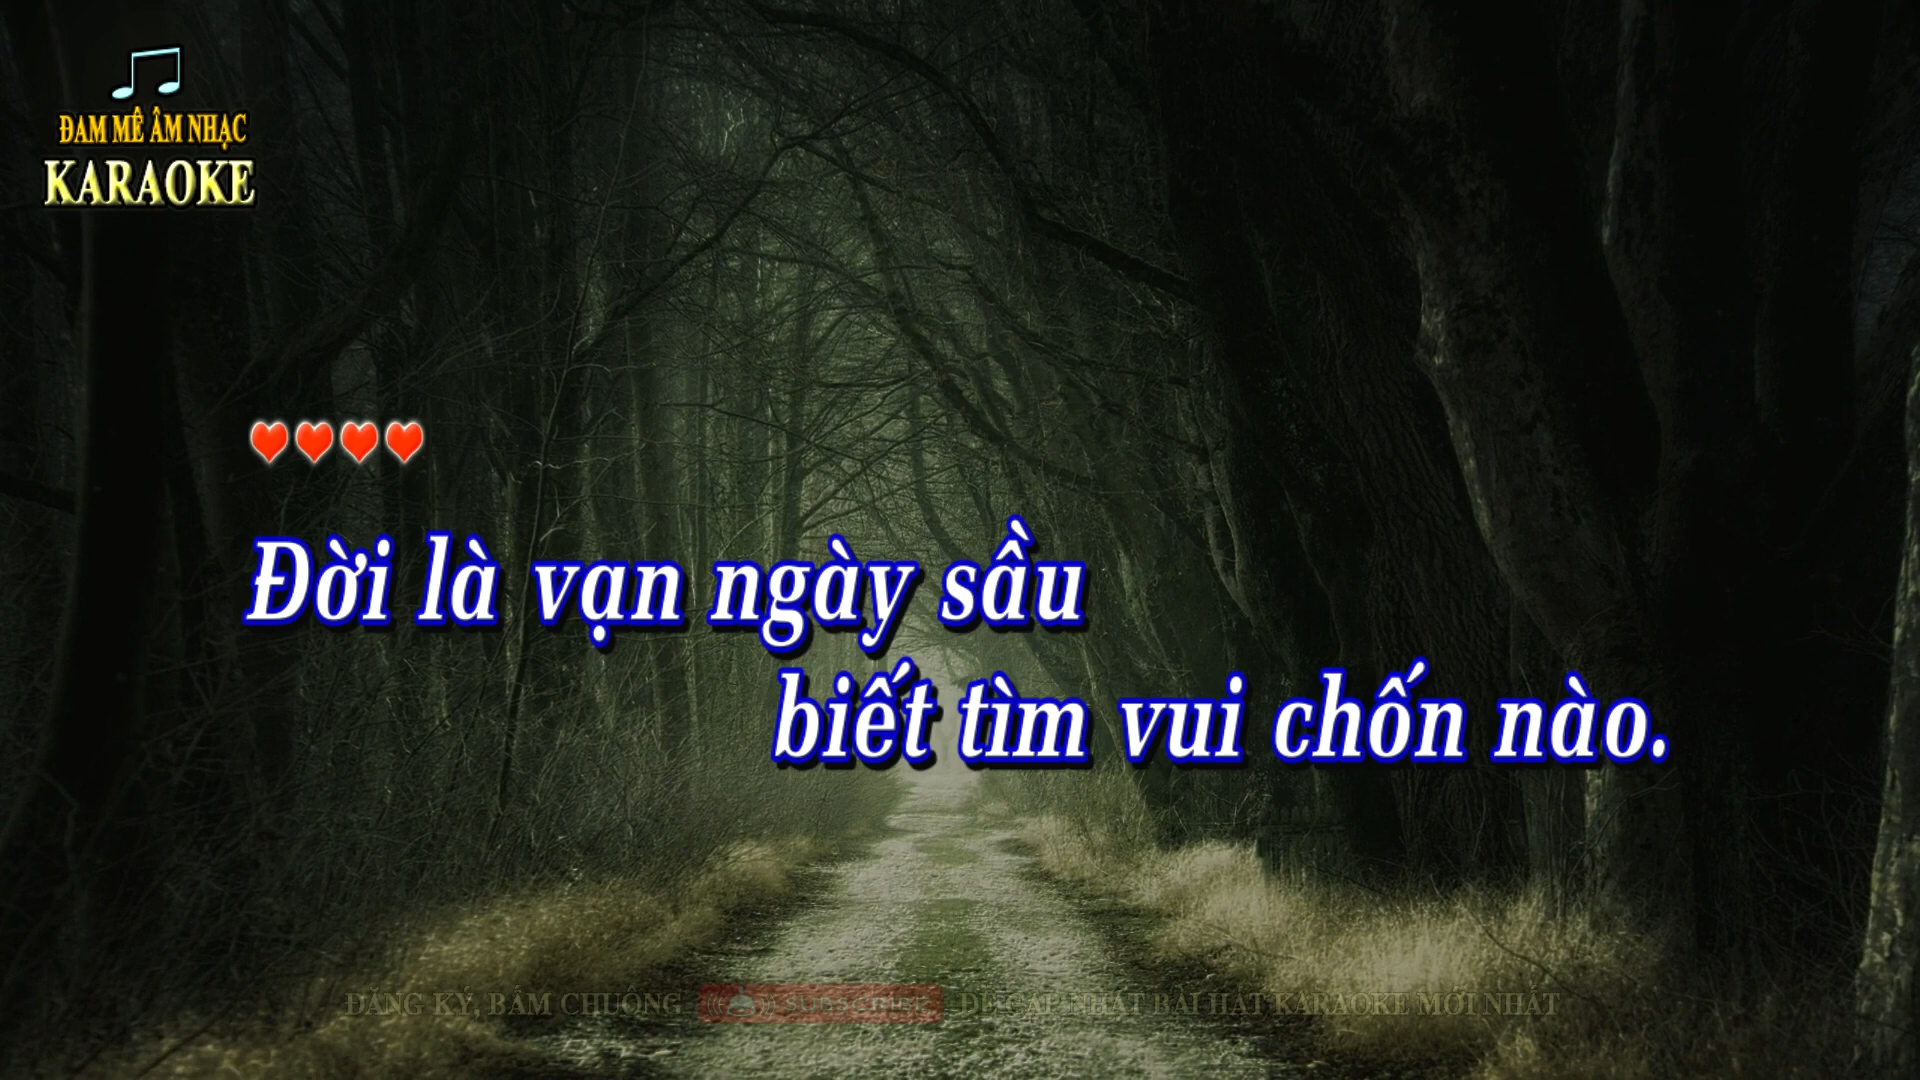 ĐAM MÊ ÂM NHẠC
KARAOKE
Đời là vạn ngày sầu
biết tìm vui chốn nào.
ĐĂNG KÝ, BẤM CHUÔNG SUBSCRIBE ĐỂ CẬP NHẬT BÀI HÁT KARAOKE MỚI NHẤT